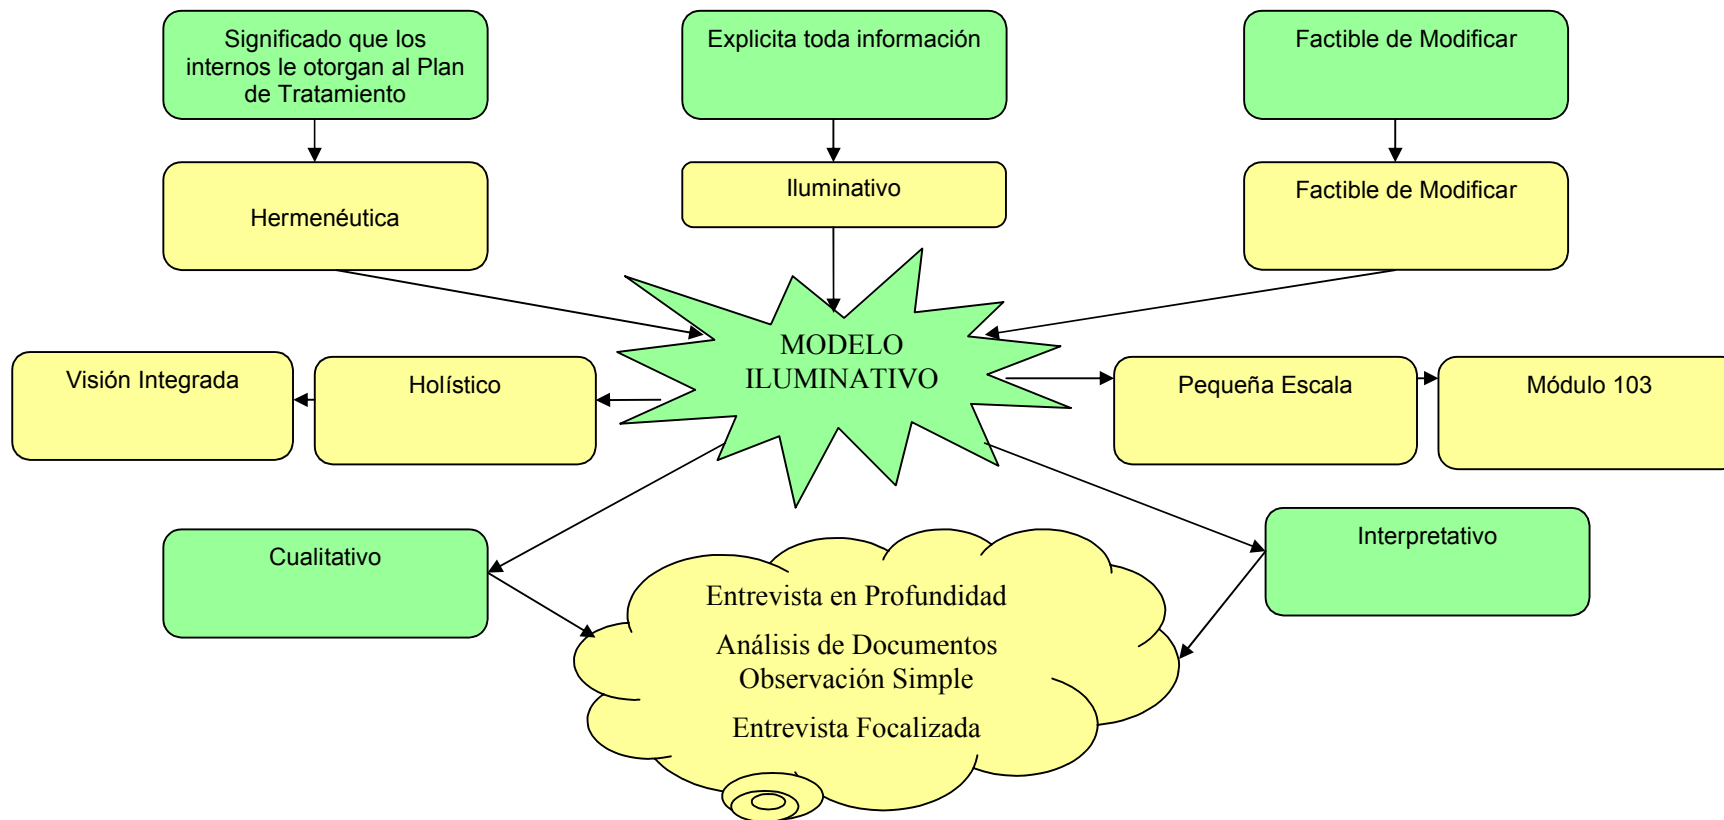 Significado que los
internos le otorgan al Plan
de Tratamiento
Explicita toda información
Factible de Modificar
Hermenéutica
Iluminativo
Factible de Modificar
MODELO
ILUMINATIVO
Visión Integrada
Holístico
Pequeña Escala
Módulo 103
Cualitativo
Interpretativo
Entrevista en Profundidad
Análisis de Documentos
Observación Simple
Entrevista Focalizada